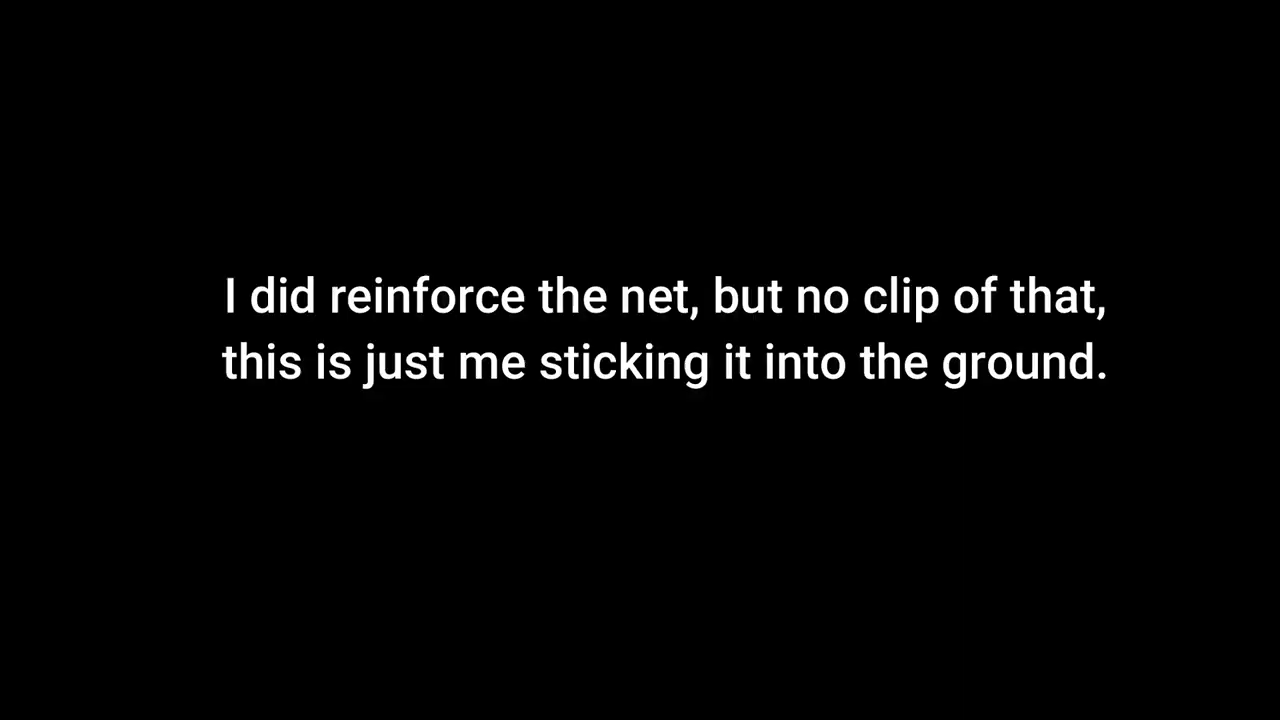 I did reinforce the net, but no clip of that,
this is just me sticking it into the ground.